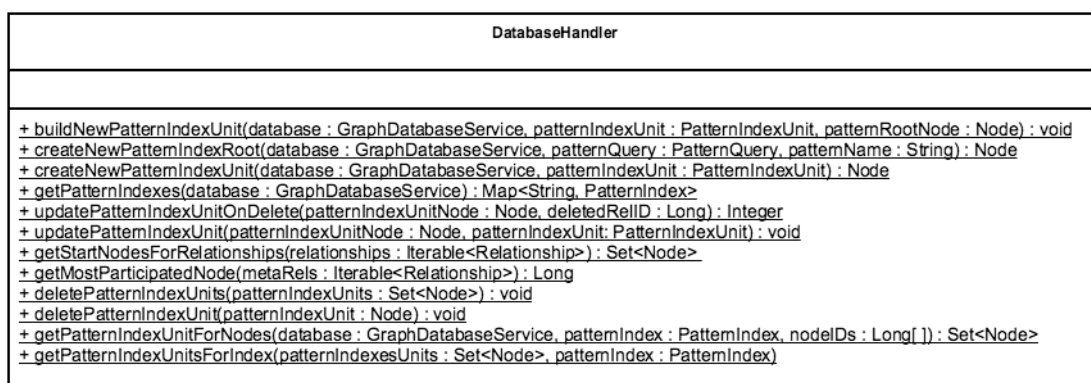 DatabaseHandler
+ buildNewPatternIndexUnit(database : GraphDatabaseService, patternIndexUnit : PatternIndexUnit, patternRootNode : Node) : void
+ createNewPatternIndexRoot(database : GraphDatabaseService, patternQuery : PatternQuery, patternName : String) : Node
+ createNewPatternIndexUnit(database : GraphDatabaseService, patternIndexUnit : PatternIndexUnit) : Node
+ getPatternIndexes(database : GraphDatabaseService) : Map<String, PatternIndex>
+ updatePatternIndexUnitOnDelete(patternIndexUnitNode : Node, deletedRelID : Long) : Integer
+ updatePatternIndexUnit(patternIndexUnitNode : Node, patternIndexUnit: PatternIndexUnit) : void
+ getStartNodesForRelationships(relationships : Iterable<Relationship>) : Set<Node>
+ getMostParticipatedNode(metaRels : Iterable<Relationship>) : Long
+ deletePatternIndexUnits(patternIndexUnits : Set<Node>) : void
+ deletePatternIndexUnit(patternIndexUnit : Node) : void
+ getPatternIndexUnitForNodes(database : GraphDatabaseService, patternIndex : PatternIndex, nodeIDs : Long[ ]) : Set<Node>
+ getPatternIndexUnitsForIndex(patternIndexesUnits : Set<Node>, patternIndex : PatternIndex)